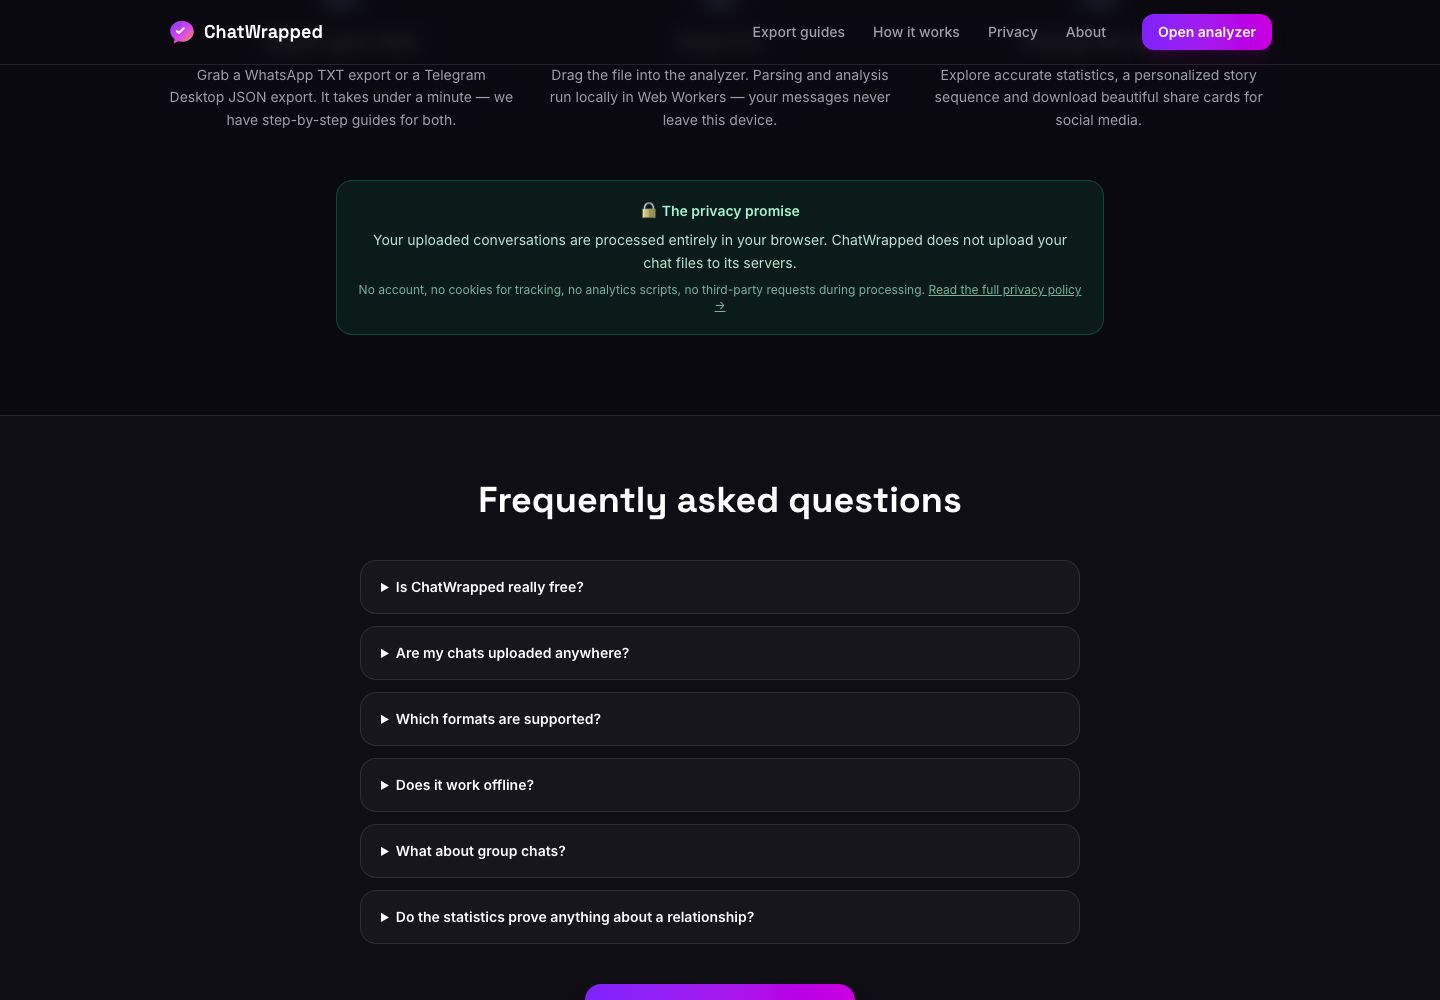 ChatWrapped
Export guides
How it works
Privacy
About
Open analyzer
Grab a WhatsApp TXT export or a Telegram
Desktop JSON export. It takes under a minute — we
have step-by-step guides for both.
Drag the file into the analyzer. Parsing and analysis
run locally in Web Workers — your messages never
leave this device.
Explore accurate statistics, a personalized story
sequence and download beautiful share cards for
social media.
🔒 The privacy promise
Your uploaded conversations are processed entirely in your browser. ChatWrapped does not upload your
chat files to its servers.
No account, no cookies for tracking, no analytics scripts, no third-party requests during processing. Read the full privacy policy
→
Frequently asked questions
Is ChatWrapped really free?
Are my chats uploaded anywhere?
Which formats are supported?
Does it work offline?
What about group chats?
Do the statistics prove anything about a relationship?